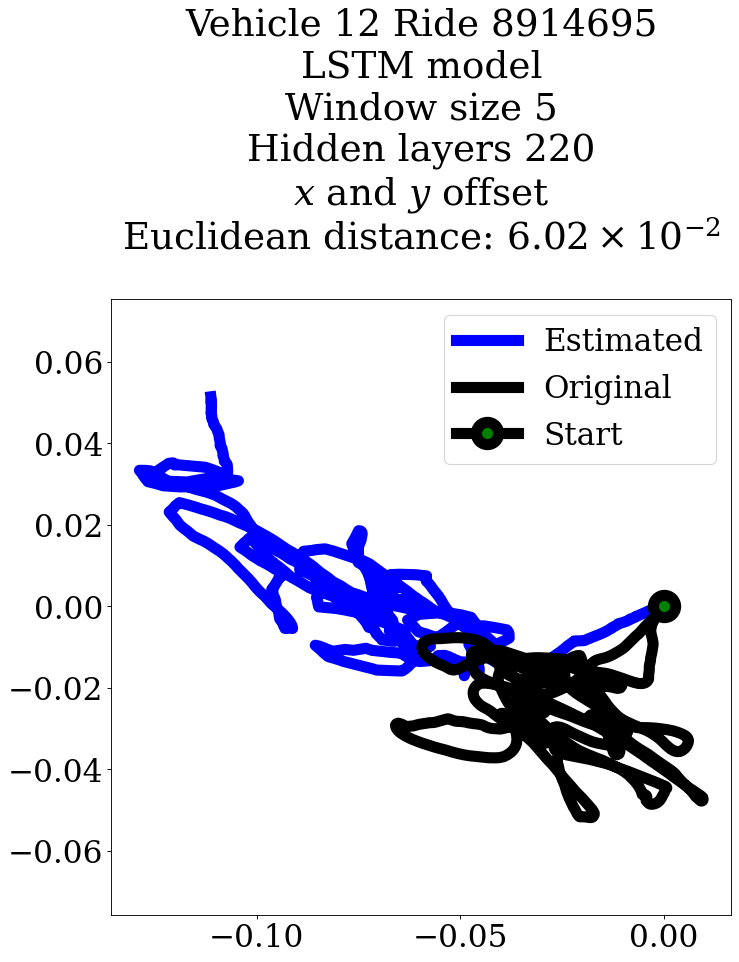 Vehicle 12 Ride 8914695
LSTM model
Window size 5
Hidden layers 220
x and y offset
Euclidean distance: 6.02 × 10⁻²
Estimated
Original
Start
0.06
0.04
0.02
0.00
−0.02
−0.04
−0.06
−0.10 −0.05 0.00